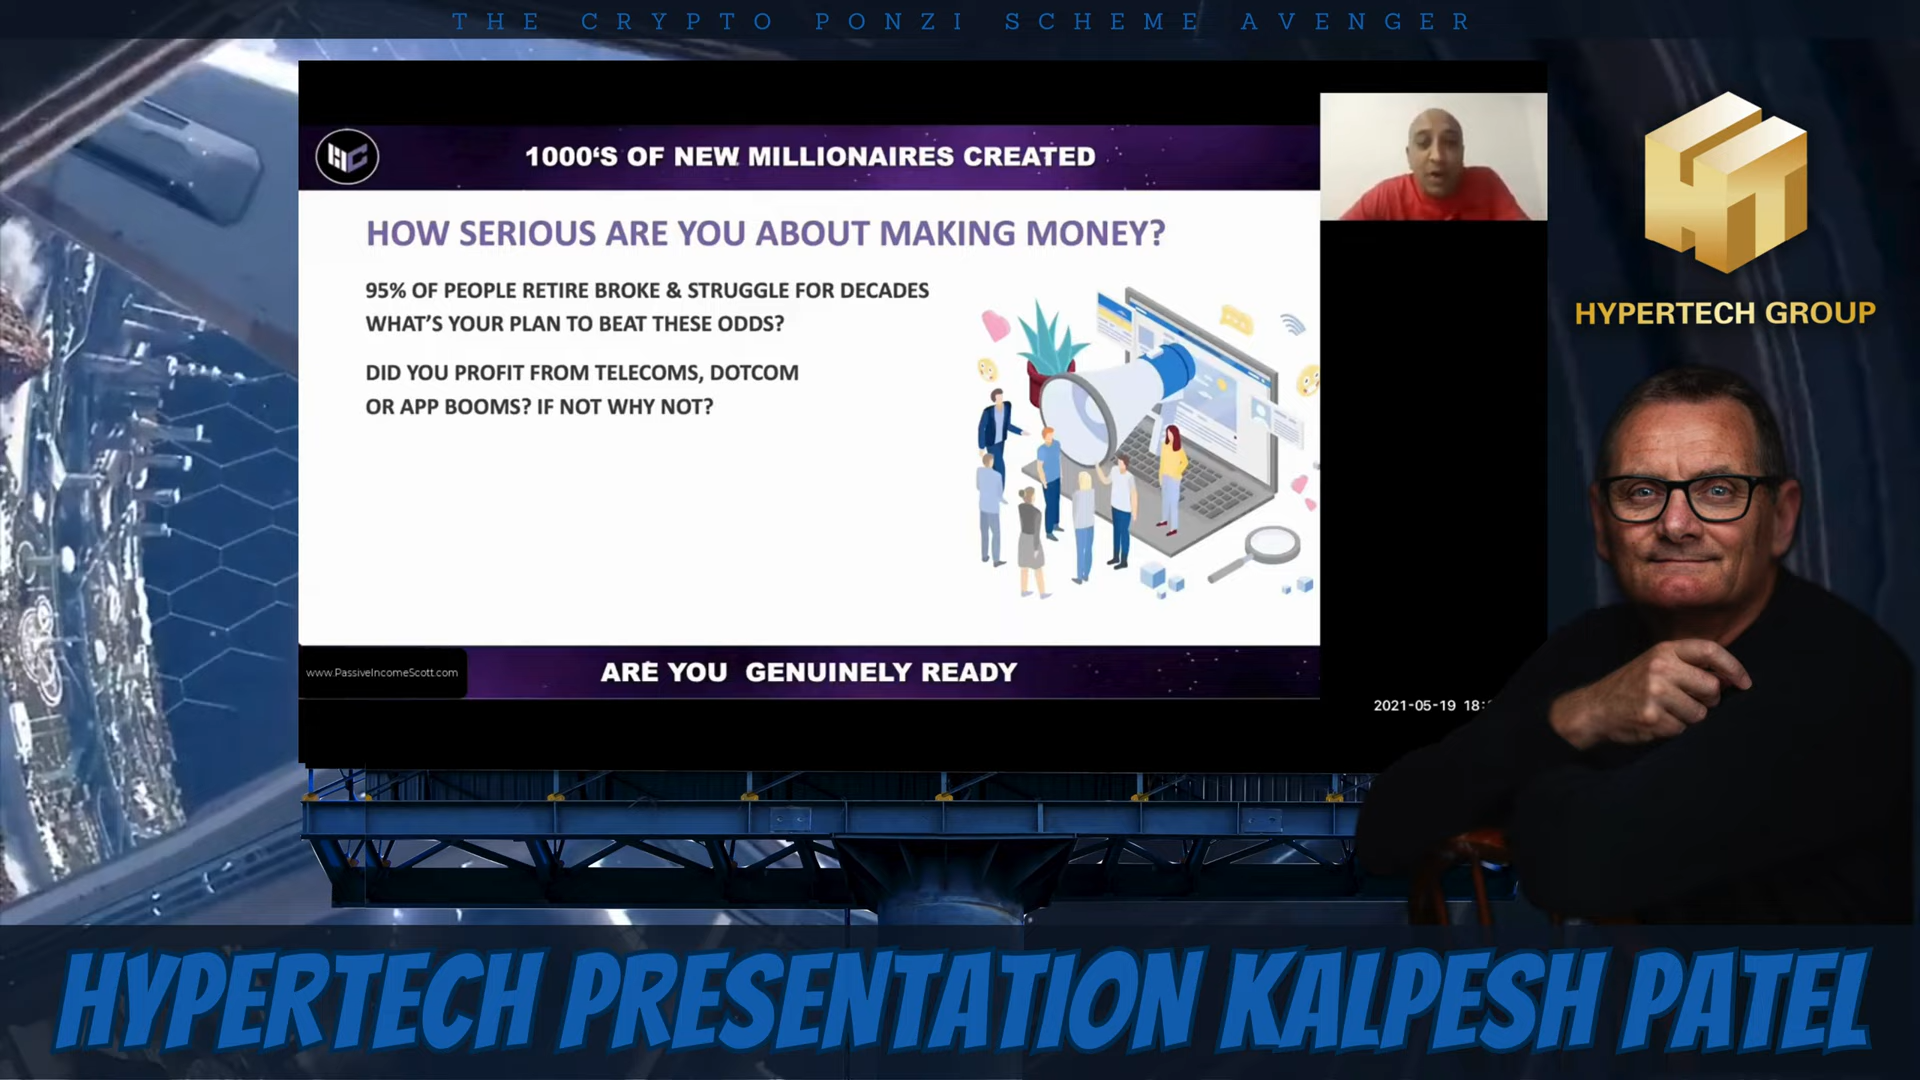 THE CRYPTO PONZI SCHEME AVENGER
1000‘S OF NEW MILLIONAIRES CREATED
HOW SERIOUS ARE YOU ABOUT MAKING MONEY?
95% OF PEOPLE RETIRE BROKE & STRUGGLE FOR DECADES
WHAT’S YOUR PLAN TO BEAT THESE ODDS?
DID YOU PROFIT FROM TELECOMS, DOTCOM
OR APP BOOMS? IF NOT WHY NOT?
www.PassiveIncomeScott.com
ARE YOU GENUINELY READY
2021-05-19 18:
HT
HYPERTECH GROUP
HYPERTECH PRESENTATION KALPESH PATEL